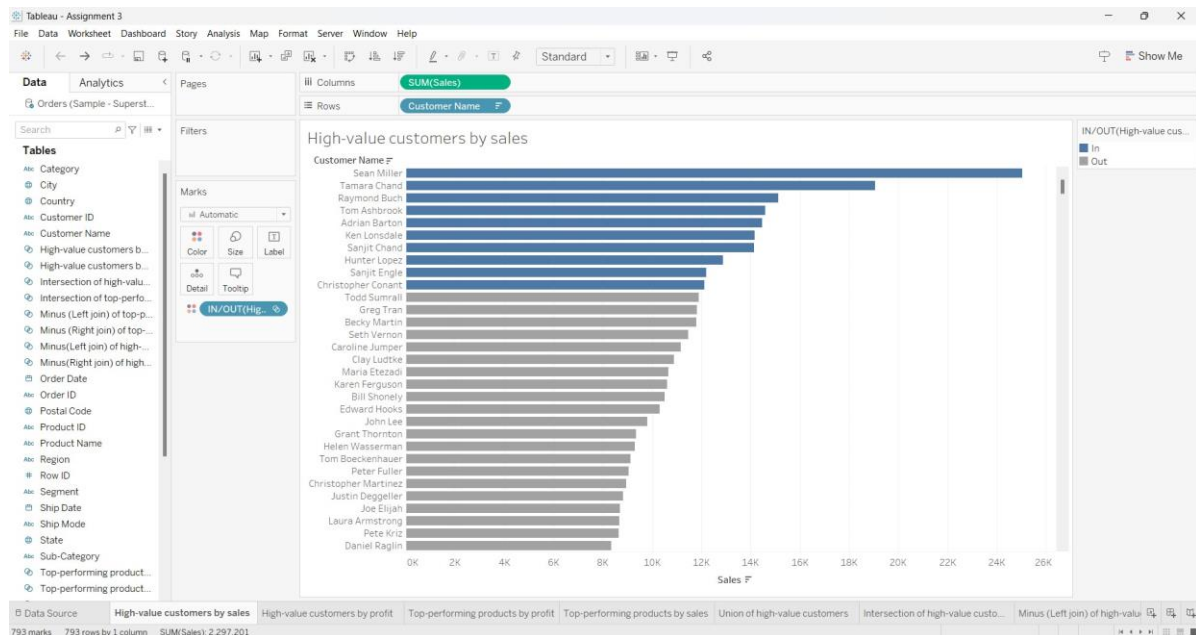 Tableau - Assignment 3
File Data Worksheet Dashboard Story Analysis Map Format Server Window Help
Standard
Show Me
Data Analytics
Pages
Columns SUM(Sales)
Orders (Sample - Superst...
Rows Customer Name
Search
Filters
Tables
Category
City
Country
Customer ID
Customer Name
High-value customers b...
High-value customers b...
Intersection of high-valu...
Intersection of top-perfo...
Minus (Left join) of top-p...
Minus (Right join) of top-...
Minus(Left join) of high-...
Minus(Right join) of high...
Order Date
Order ID
Postal Code
Product ID
Product Name
Region
Row ID
Segment
Ship Date
Ship Mode
State
Sub-Category
Top-performing product...
Top-performing product...
Marks
Automatic
Color Size Label
Detail Tooltip
IN/OUT(Hig..
High-value customers by sales
Customer Name
Sean Miller
Tamara Chand
Raymond Buch
Tom Ashbrook
Adrian Barton
Ken Lonsdale
Sanjit Chand
Hunter Lopez
Sanjit Engle
Christopher Conant
Todd Sumrall
Greg Tran
Becky Martin
Seth Vernon
Caroline Jumper
Clay Ludtke
Maria Etezadi
Karen Ferguson
Bill Shonely
Edward Hooks
John Lee
Grant Thornton
Helen Wasserman
Tom Boeckenhauer
Peter Fuller
Christopher Martinez
Justin Deggeller
Joe Elijah
Laura Armstrong
Pete Kriz
Daniel Raglin
0K 2K 4K 6K 8K 10K 12K 14K 16K 18K 20K 22K 24K 26K
Sales
IN/OUT(High-value cus...
In
Out
Data Source High-value customers by sales High-value customers by profit Top-performing products by profit Top-performing products by sales Union of high-value customers Intersection of high-value custo... Minus (Left join) of high-valu
793 marks 793 rows by 1 column SUM(Sales): 2,297,201